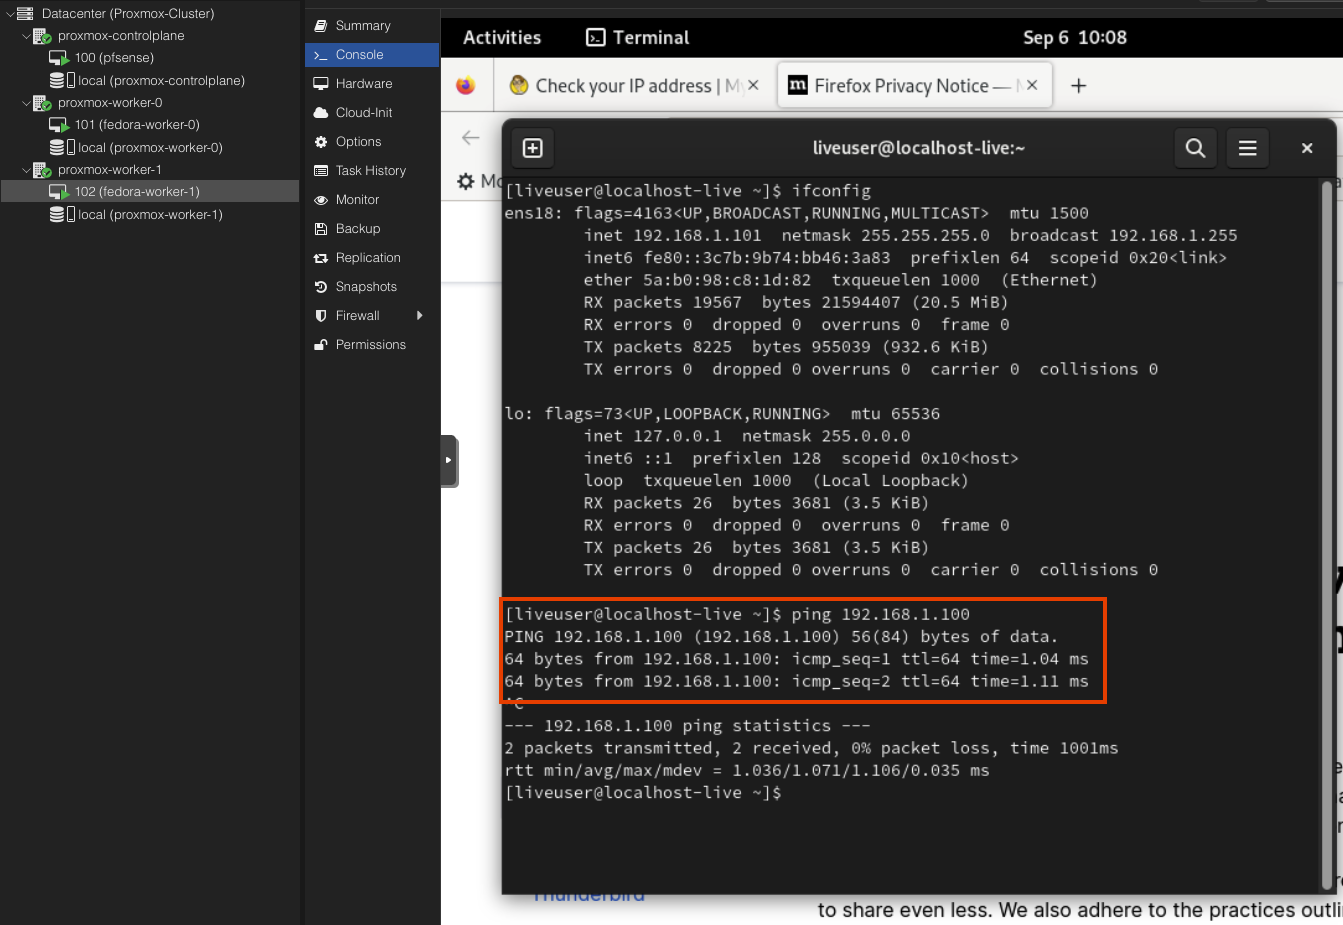 Datacenter (Proxmox-Cluster)
proxmox-controlplane
100 (pfsense)
local (proxmox-controlplane)
proxmox-worker-0
101 (fedora-worker-0)
local (proxmox-worker-0)
proxmox-worker-1
102 (fedora-worker-1)
local (proxmox-worker-1)
Summary
Console
Hardware
Cloud-Init
Options
Task History
Monitor
Backup
Replication
Snapshots
Firewall
Permissions
Activities
Terminal
Sep 6 10:08
Check your IP address | My
Firefox Privacy Notice —
liveuser@localhost-live:~
[liveuser@localhost-live ~]$ ifconfig
ens18: flags=4163<UP,BROADCAST,RUNNING,MULTICAST>  mtu 1500
inet 192.168.1.101  netmask 255.255.255.0  broadcast 192.168.1.255
inet6 fe80::3c7b:9b74:bb46:3a83  prefixlen 64  scopeid 0x20<link>
ether 5a:b0:98:c8:1d:82  txqueuelen 1000  (Ethernet)
RX packets 19567  bytes 21594407 (20.5 MiB)
RX errors 0  dropped 0  overruns 0  frame 0
TX packets 8225  bytes 955039 (932.6 KiB)
TX errors 0  dropped 0 overruns 0  carrier 0  collisions 0
lo: flags=73<UP,LOOPBACK,RUNNING>  mtu 65536
inet 127.0.0.1  netmask 255.0.0.0
inet6 ::1  prefixlen 128  scopeid 0x10<host>
loop  txqueuelen 1000  (Local Loopback)
RX packets 26  bytes 3681 (3.5 KiB)
RX errors 0  dropped 0  overruns 0  frame 0
TX packets 26  bytes 3681 (3.5 KiB)
TX errors 0  dropped 0 overruns 0  carrier 0  collisions 0
[liveuser@localhost-live ~]$ ping 192.168.1.100
PING 192.168.1.100 (192.168.1.100) 56(84) bytes of data.
64 bytes from 192.168.1.100: icmp_seq=1 ttl=64 time=1.04 ms
64 bytes from 192.168.1.100: icmp_seq=2 ttl=64 time=1.11 ms
^C
--- 192.168.1.100 ping statistics ---
2 packets transmitted, 2 received, 0% packet loss, time 1001ms
rtt min/avg/max/mdev = 1.036/1.071/1.106/0.035 ms
[liveuser@localhost-live ~]$
Thunderbird
to share even less. We also adhere to the practices outli